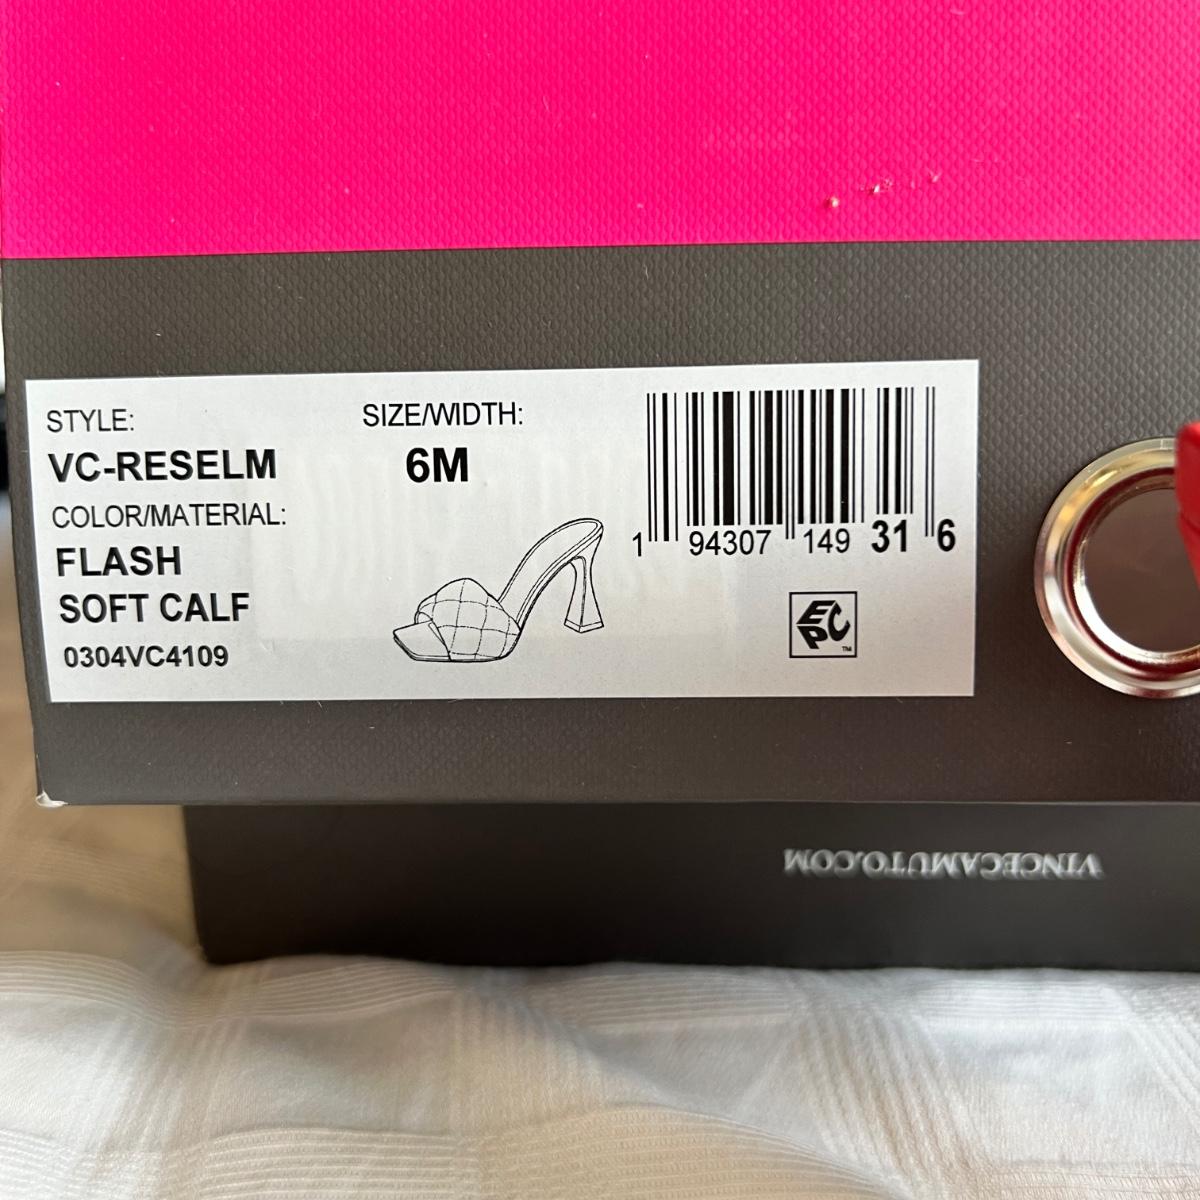 STYLE:
VC-RESELM
COLOR/MATERIAL:
FLASH
SOFT CALF
0304VC4109
SIZE/WIDTH:
6M
1 94307 149 31 6
EPC
TM
VINCECAMUTO.COM